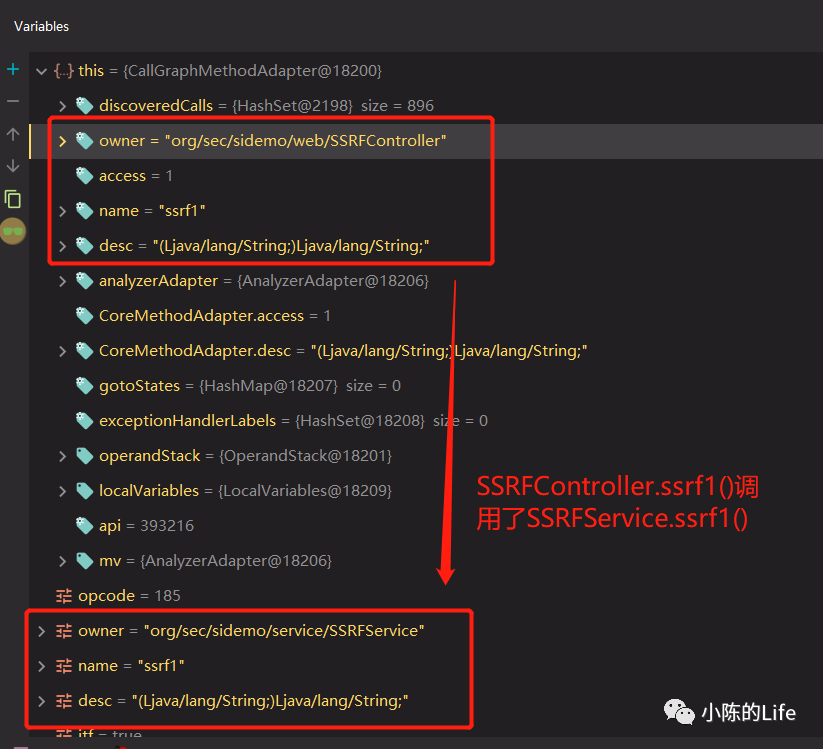 Variables
this = {CallGraphMethodAdapter@18200}
discoveredCalls = {HashSet@2198} size = 896
owner = "org/sec/sidemo/web/SSRFController"
access = 1
name = "ssrf1"
desc = "(Ljava/lang/String;)Ljava/lang/String;"
analyzerAdapter = {AnalyzerAdapter@18206}
CoreMethodAdapter.access = 1
CoreMethodAdapter.desc = "(Ljava/lang/String;)Ljava/lang/String;"
gotoStates = {HashMap@18207} size = 0
exceptionHandlerLabels = {HashSet@18208} size = 0
operandStack = {OperandStack@18201}
localVariables = {LocalVariables@18209}
api = 393216
mv = {AnalyzerAdapter@18206}
opcode = 185
owner = "org/sec/sidemo/service/SSRFService"
name = "ssrf1"
desc = "(Ljava/lang/String;)Ljava/lang/String;"
itf = true
SSRFController.ssrf1()调
用了SSRFService.ssrf1()
小陈的Life